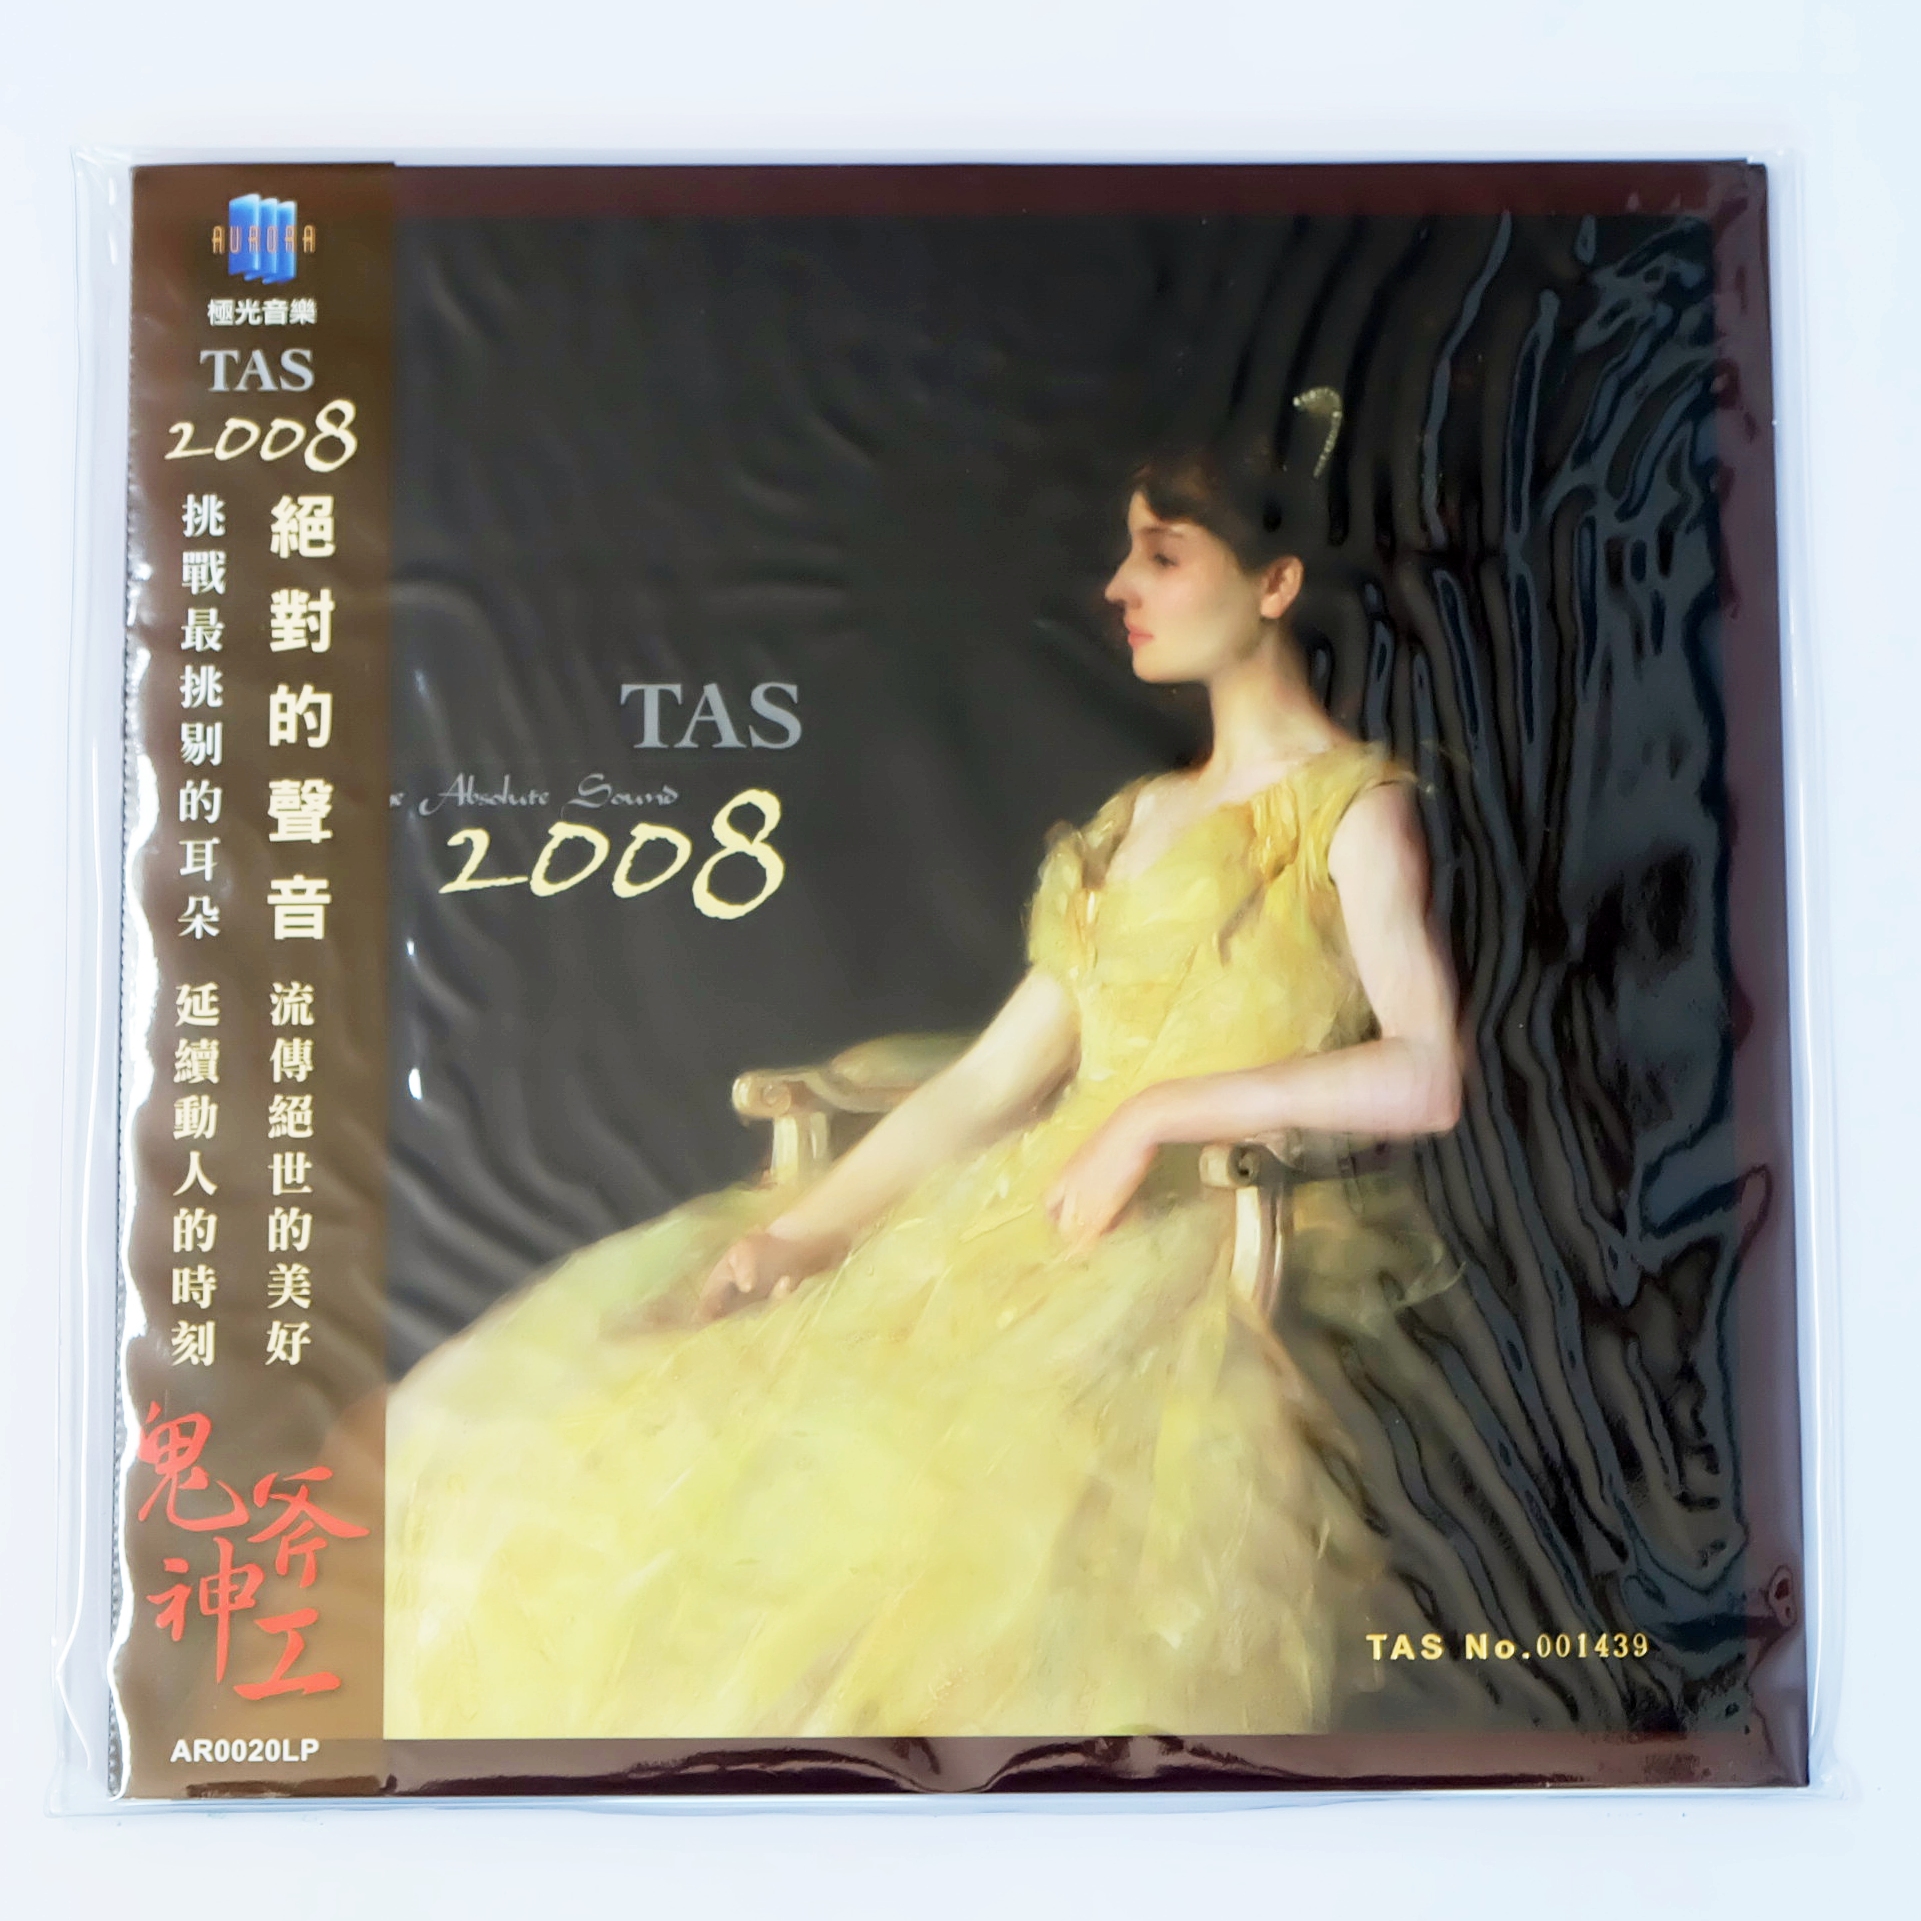 AURORA
極光音樂
TAS
2008
絕對的聲音 流傳絕世的美好
挑戰最挑剔的耳朵 延續動人的時刻
鬼斧神工
AR0020LP
TAS
Absolute Sound
2008
TAS No.001439